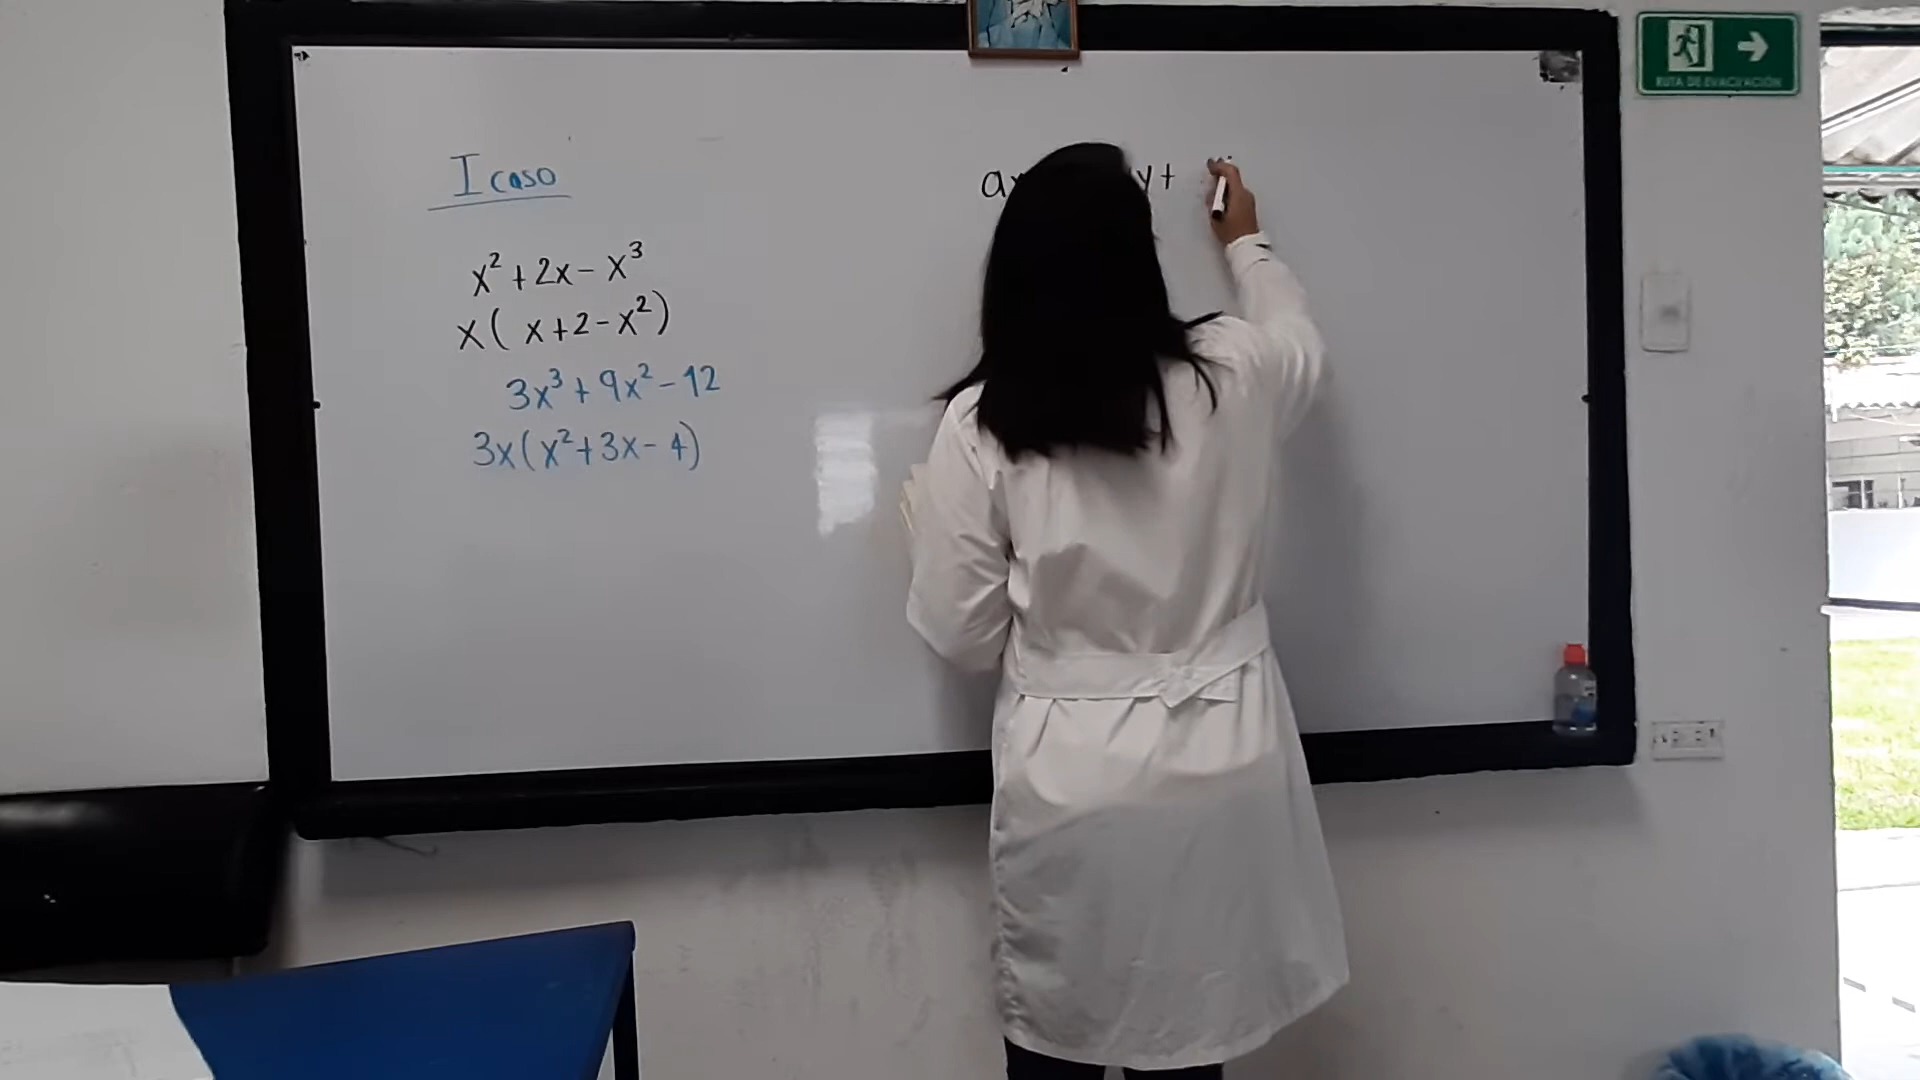 I caso
x² + 2x - x³
x( x + 2 - x²)
3x³ + 9x² - 12
3x(x² + 3x - 4)
y +
RUTA DE EVACUACIÓN